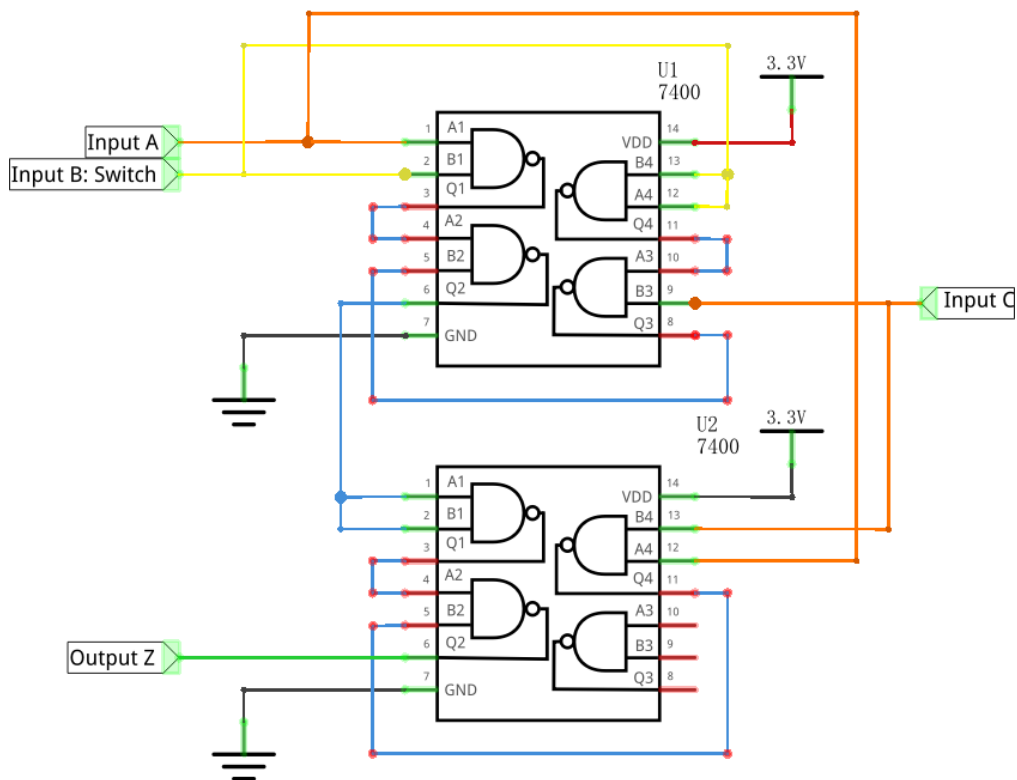 U1
7400
3.3V
Input A
Input B: Switch
1
A1
2
B1
3
Q1
4
A2
5
B2
6
Q2
7
GND
VDD
14
B4
13
A4
12
Q4
11
A3
10
B3
9
Q3
8
Input C
U2
7400
3.3V
1
A1
2
B1
3
Q1
4
A2
5
B2
6
Q2
7
GND
VDD
14
B4
13
A4
12
Q4
11
A3
10
B3
9
Q3
8
Output Z